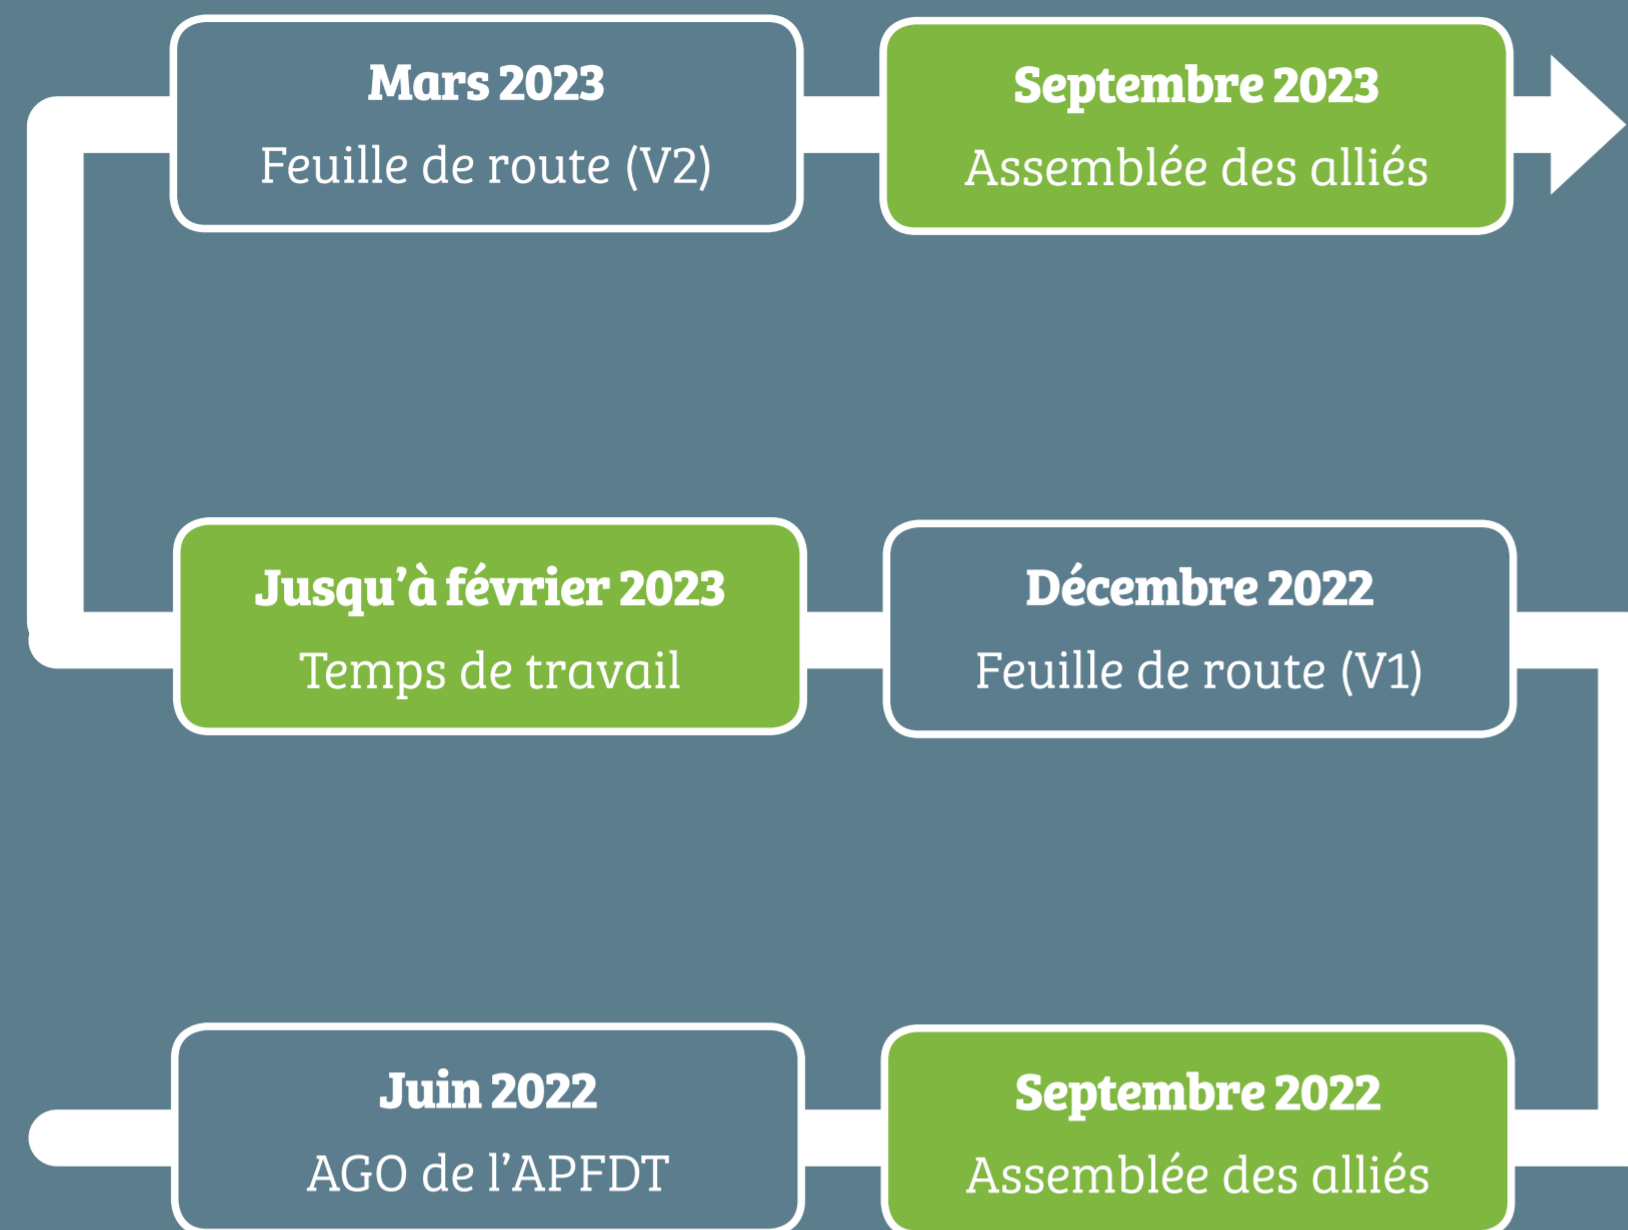 Mars 2023
Feuille de route (V2)
Septembre 2023
Assemblée des alliés
Jusqu’à février 2023
Temps de travail
Décembre 2022
Feuille de route (V1)
Juin 2022
AGO de l’APFDT
Septembre 2022
Assemblée des alliés